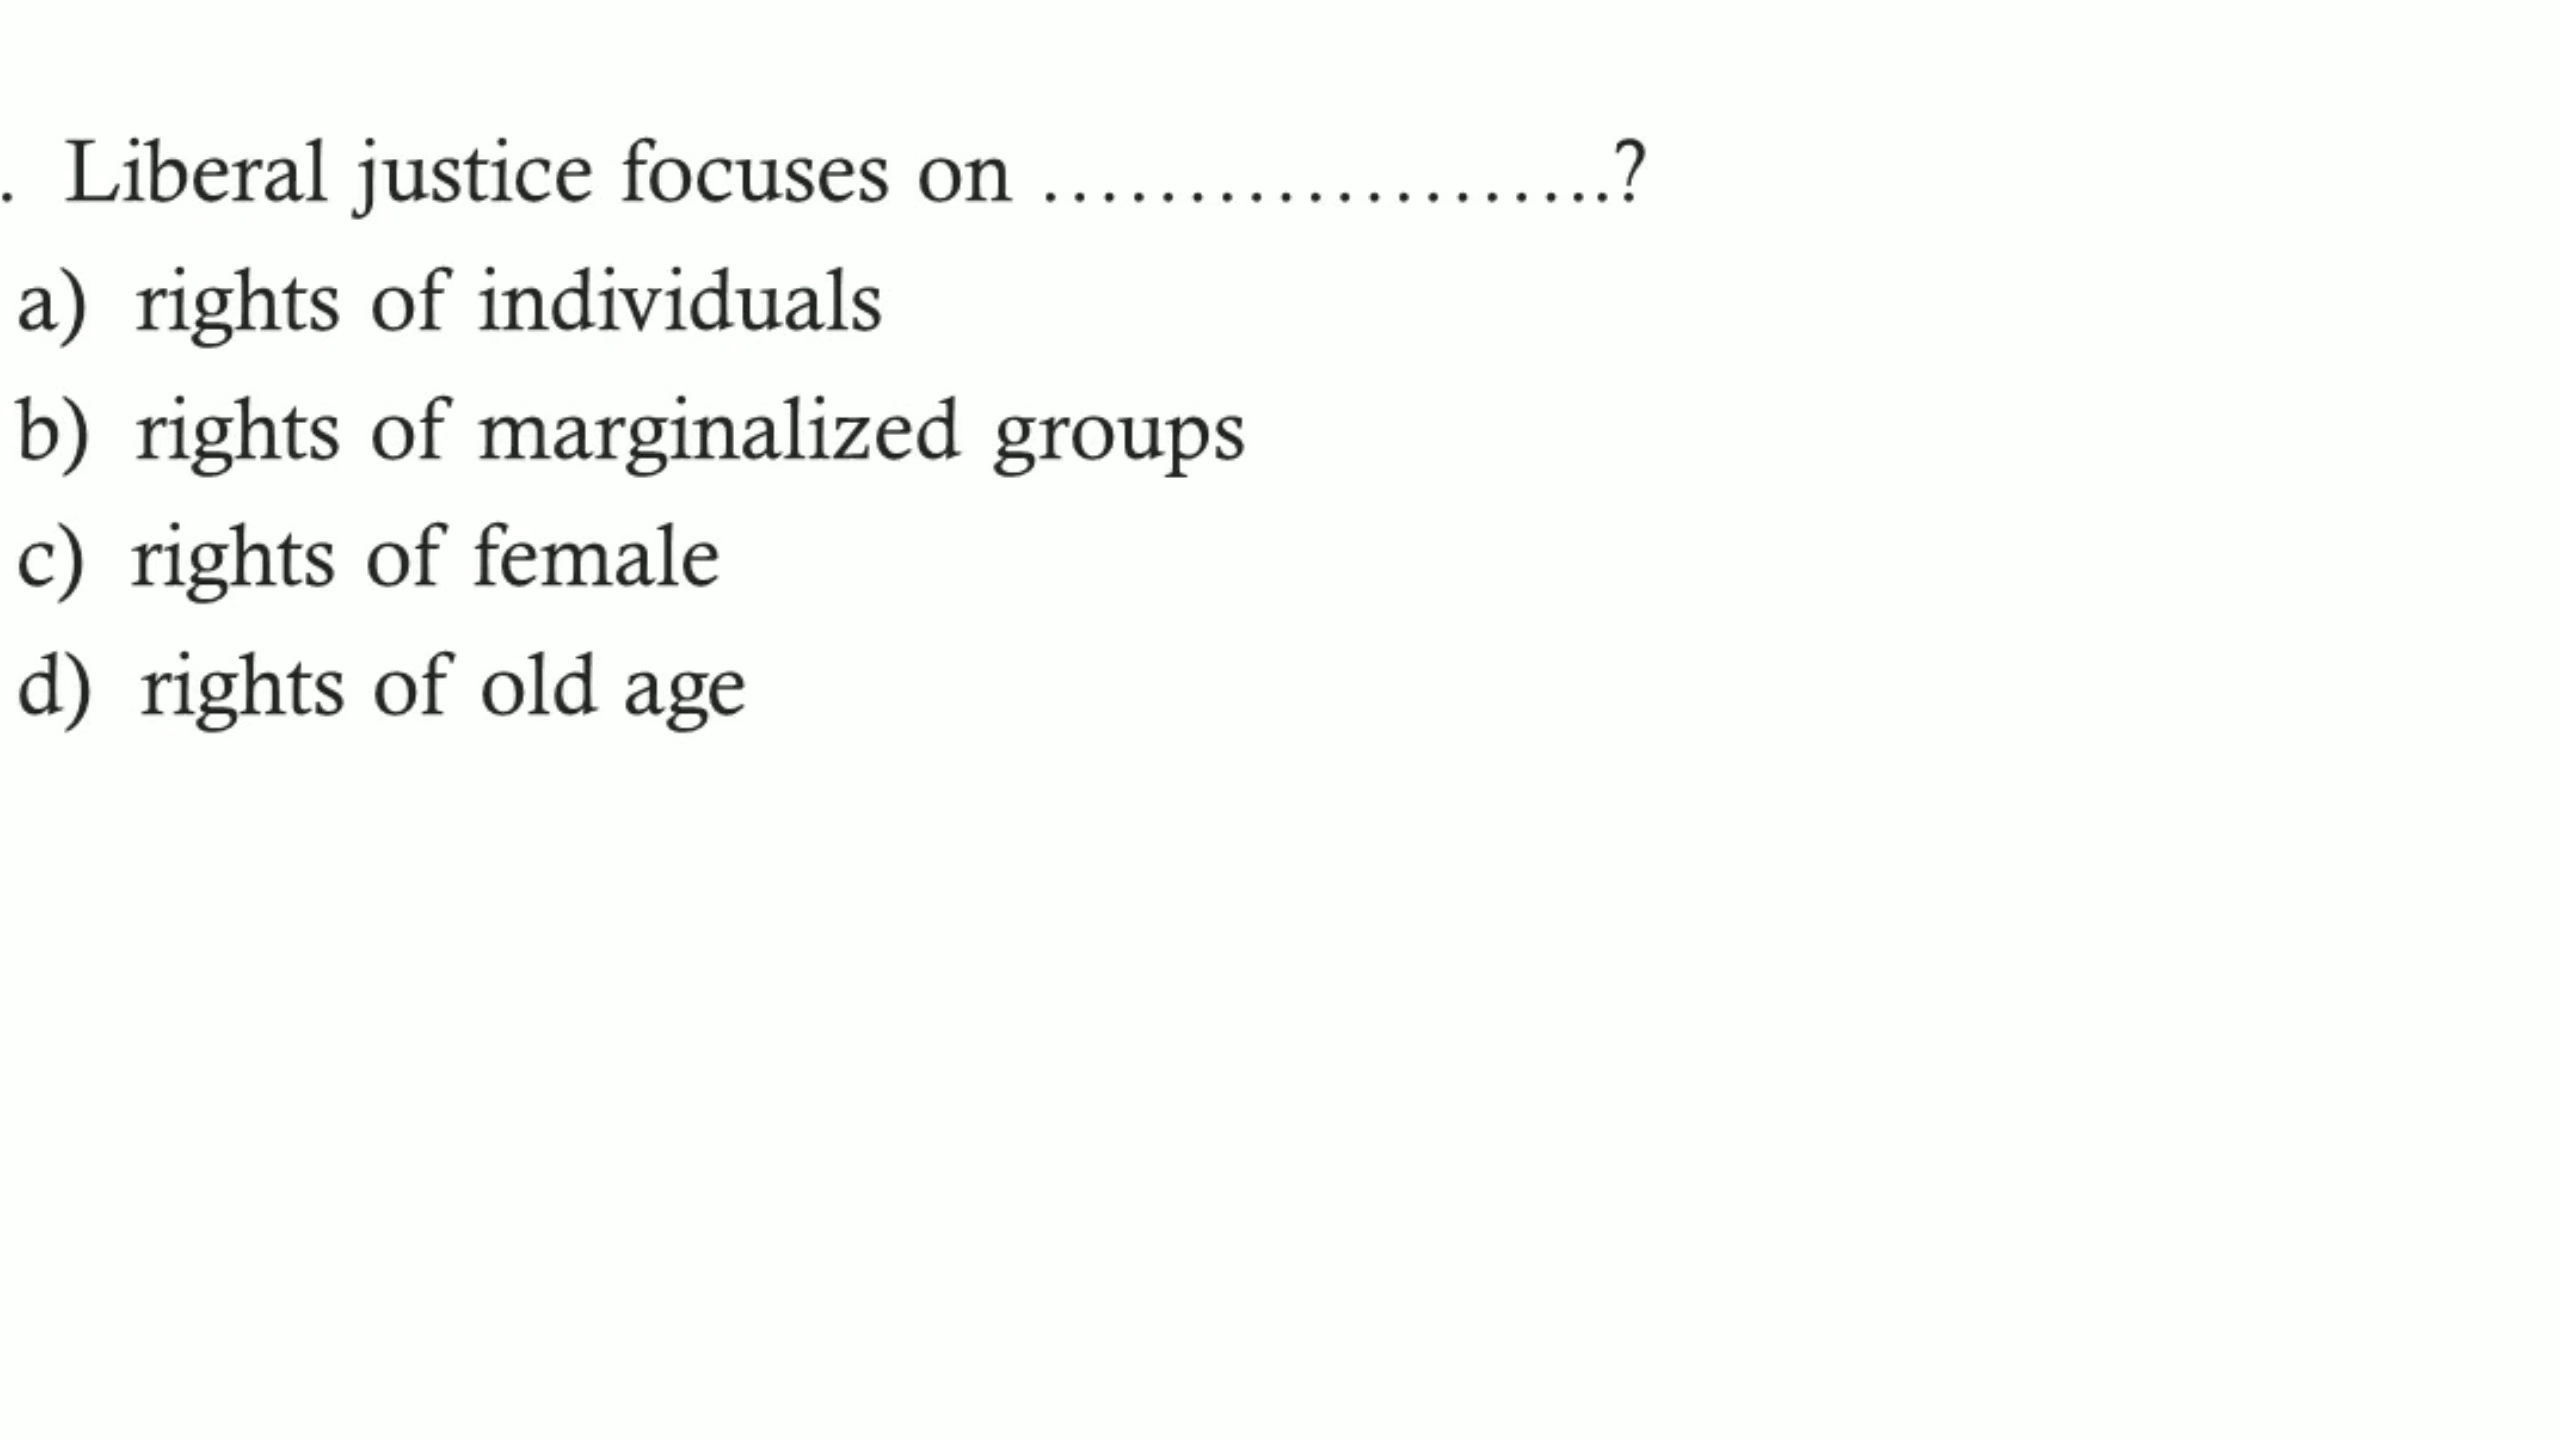 . Liberal justice focuses on ………………….?
a) rights of individuals
b) rights of marginalized groups
c) rights of female
d) rights of old age